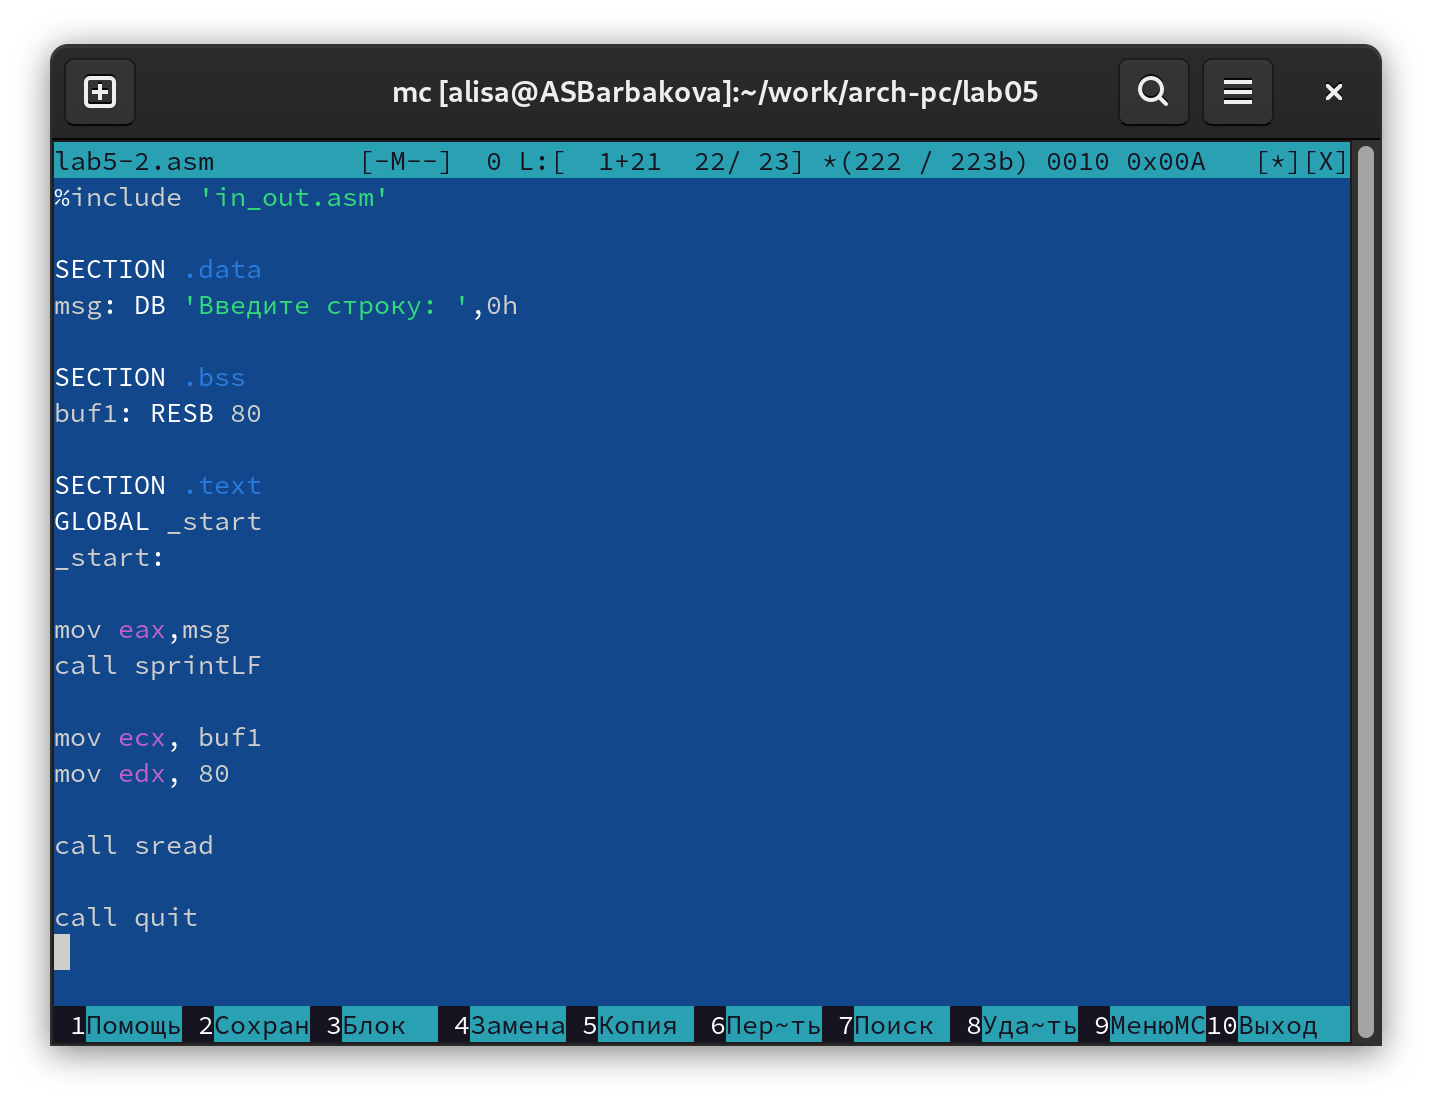 mc [alisa@ASBarbakova]:~/work/arch-pc/lab05
lab5-2.asm [-M--] 0 L:[ 1+21 22/ 23] *(222 / 223b) 0010 0x00A [*][X]
%include 'in_out.asm'
SECTION .data
msg: DB 'Введите строку: ',0h
SECTION .bss
buf1: RESB 80
SECTION .text
GLOBAL _start
_start:
mov eax,msg
call sprintLF
mov ecx, buf1
mov edx, 80
call sread
call quit
1Помощь 2Сохран 3Блок 4Замена 5Копия 6Пер~ть 7Поиск 8Уда~ть 9МенюMC10Выход